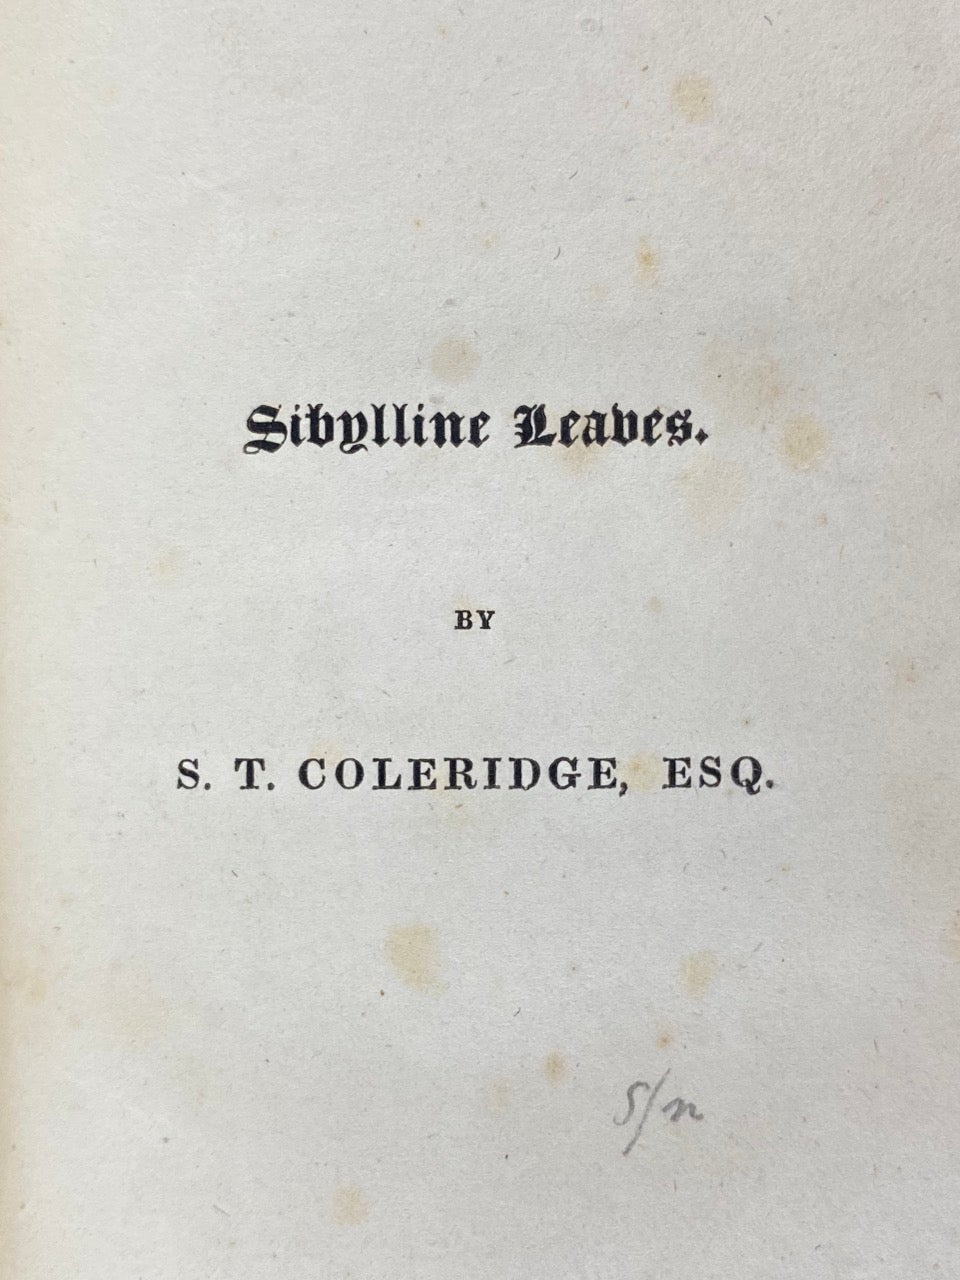 Sibylline Leaves.
BY
S. T. COLERIDGE, ESQ.